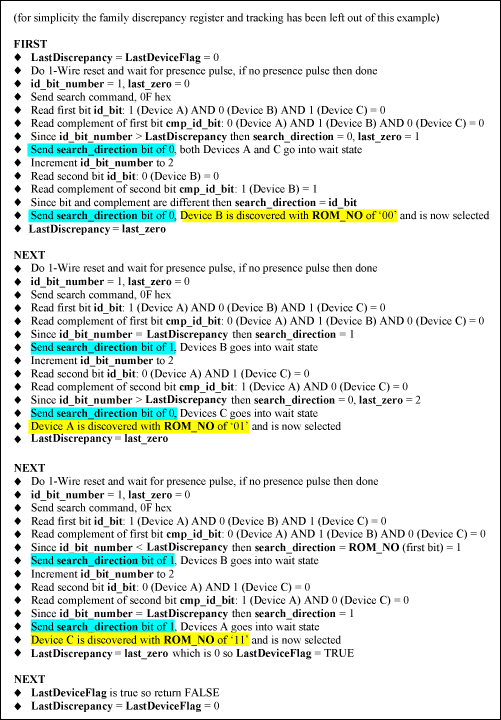 (for simplicity the family discrepancy register and tracking has been left out of this example)
FIRST
♦ LastDiscrepancy = LastDeviceFlag = 0
♦ Do 1-Wire reset and wait for presence pulse, if no presence pulse then done
♦ id_bit_number = 1, last_zero = 0
♦ Send search command, 0F hex
♦ Read first bit id_bit: 1 (Device A) AND 0 (Device B) AND 1 (Device C) = 0
♦ Read complement of first bit cmp_id_bit: 0 (Device A) AND 1 (Device B) AND 0 (Device C) = 0
♦ Since id_bit_number > LastDiscrepancy then search_direction = 0, last_zero = 1
♦ Send search_direction bit of 0, both Devices A and C go into wait state
♦ Increment id_bit_number to 2
♦ Read second bit id_bit: 0 (Device B) = 0
♦ Read complement of second bit cmp_id_bit: 1 (Device B) = 1
♦ Since bit and complement are different then search_direction = id_bit
♦ Send search_direction bit of 0, Device B is discovered with ROM_NO of ‘00’ and is now selected
♦ LastDiscrepancy = last_zero
NEXT
♦ Do 1-Wire reset and wait for presence pulse, if no presence pulse then done
♦ id_bit_number = 1, last_zero = 0
♦ Send search command, 0F hex
♦ Read first bit id_bit: 1 (Device A) AND 0 (Device B) AND 1 (Device C) = 0
♦ Read complement of first bit cmp_id_bit: 0 (Device A) AND 1 (Device B) AND 0 (Device C) = 0
♦ Since id_bit_number = LastDiscrepancy then search_direction = 1
♦ Send search_direction bit of 1, Devices B goes into wait state
♦ Increment id_bit_number to 2
♦ Read second bit id_bit: 0 (Device A) AND 1 (Device C) = 0
♦ Read complement of second bit cmp_id_bit: 1 (Device A) AND 0 (Device C) = 0
♦ Since id_bit_number > LastDiscrepancy then search_direction = 0, last_zero = 2
♦ Send search_direction bit of 0, Devices C goes into wait state
♦ Device A is discovered with ROM_NO of ‘01’ and is now selected
♦ LastDiscrepancy = last_zero
NEXT
♦ Do 1-Wire reset and wait for presence pulse, if no presence pulse then done
♦ id_bit_number = 1, last_zero = 0
♦ Send search command, 0F hex
♦ Read first bit id_bit: 1 (Device A) AND 0 (Device B) AND 1 (Device C) = 0
♦ Read complement of first bit cmp_id_bit: 0 (Device A) AND 1 (Device B) AND 0 (Device C) = 0
♦ Since id_bit_number < LastDiscrepancy then search_direction = ROM_NO (first bit) = 1
♦ Send search_direction bit of 1, Devices B goes into wait state
♦ Increment id_bit_number to 2
♦ Read second bit id_bit: 0 (Device A) AND 1 (Device C) = 0
♦ Read complement of second bit cmp_id_bit: 1 (Device A) AND 0 (Device C) = 0
♦ Since id_bit_number = LastDiscrepancy then search_direction = 1
♦ Send search_direction bit of 1, Devices A goes into wait state
♦ Device C is discovered with ROM_NO of ‘11’ and is now selected
♦ LastDiscrepancy = last_zero which is 0 so LastDeviceFlag = TRUE
NEXT
♦ LastDeviceFlag is true so return FALSE
♦ LastDiscrepancy = LastDeviceFlag = 0